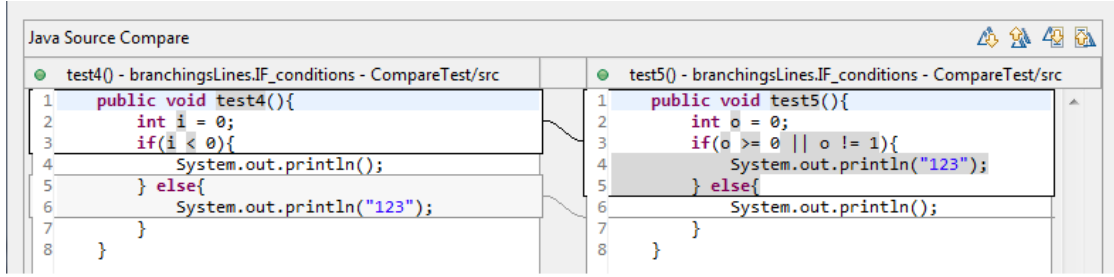 Java Source Compare
test4() - branchingsLines.IF_conditions - CompareTest/src
1 public void test4(){
2 int i = 0;
3 if(i < 0){
4 System.out.println();
5 } else{
6 System.out.println("123");
7 }
8 }
test5() - branchingsLines.IF_conditions - CompareTest/src
1 public void test5(){
2 int o = 0;
3 if(o >= 0 || o != 1){
4 System.out.println("123");
5 } else{
6 System.out.println();
7 }
8 }